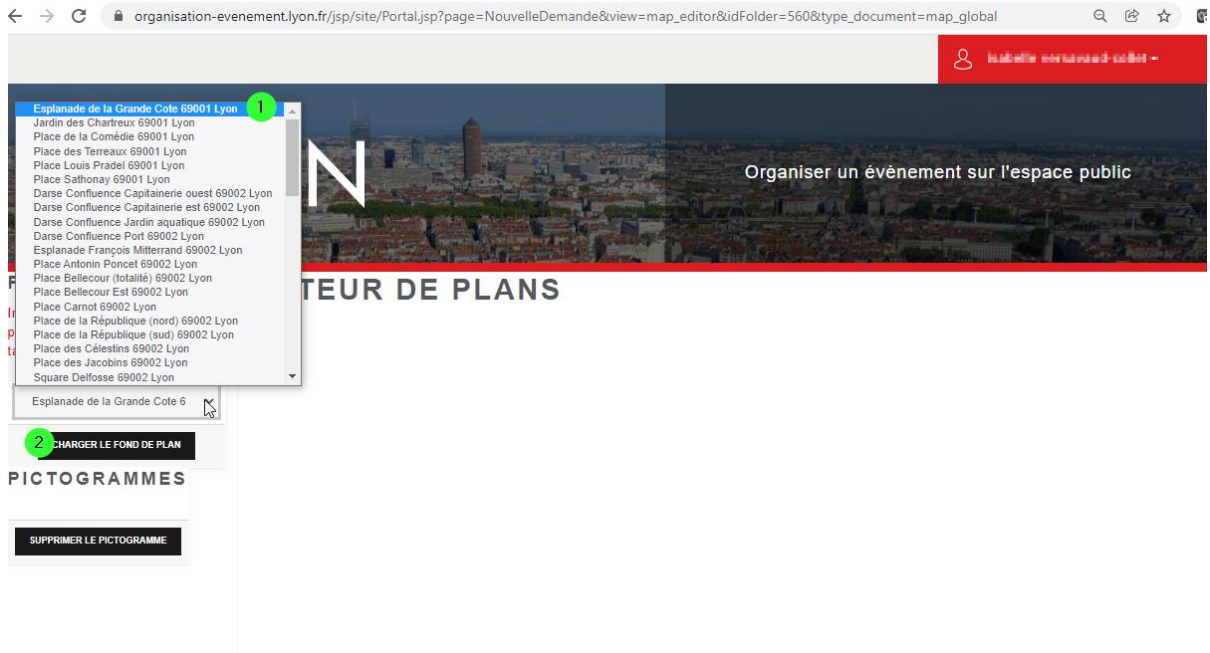 organisation-evenement.lyon.fr/jsp/site/Portal.jsp?page=NouvelleDemande&view=map_editor&idFolder=560&type_document=map_global
Esplanade de la Grande Cote 69001 Lyon 1
Jardin des Chartreux 69001 Lyon
Place de la Comédie 69001 Lyon
Place des Terreaux 69001 Lyon
Place Louis Pradel 69001 Lyon
Place Sathonay 69001 Lyon
Darse Confluence Capitainerie ouest 69002 Lyon
Darse Confluence Capitainerie est 69002 Lyon
Darse Confluence Jardin aquatique 69002 Lyon
Darse Confluence Port 69002 Lyon
Esplanade François Mitterrand 69002 Lyon
Place Antonin Poncet 69002 Lyon
Place Bellecour (totalité) 69002 Lyon
Place Bellecour Est 69002 Lyon
Place Carnot 69002 Lyon
Place de la République (nord) 69002 Lyon
Place de la République (sud) 69002 Lyon
Place des Célestins 69002 Lyon
Place des Jacobins 69002 Lyon
Square Delfosse 69002 Lyon
N
Organiser un évènement sur l'espace public
TEUR DE PLANS
Esplanade de la Grande Cote 6
2 CHARGER LE FOND DE PLAN
PICTOGRAMMES
SUPPRIMER LE PICTOGRAMME